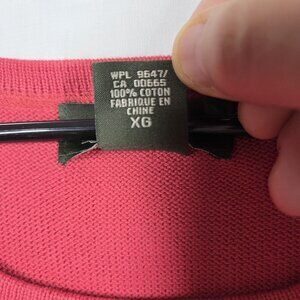 WPL 9647/
CA 00665
100% COTON
FABRIQUE EN
CHINE
XG